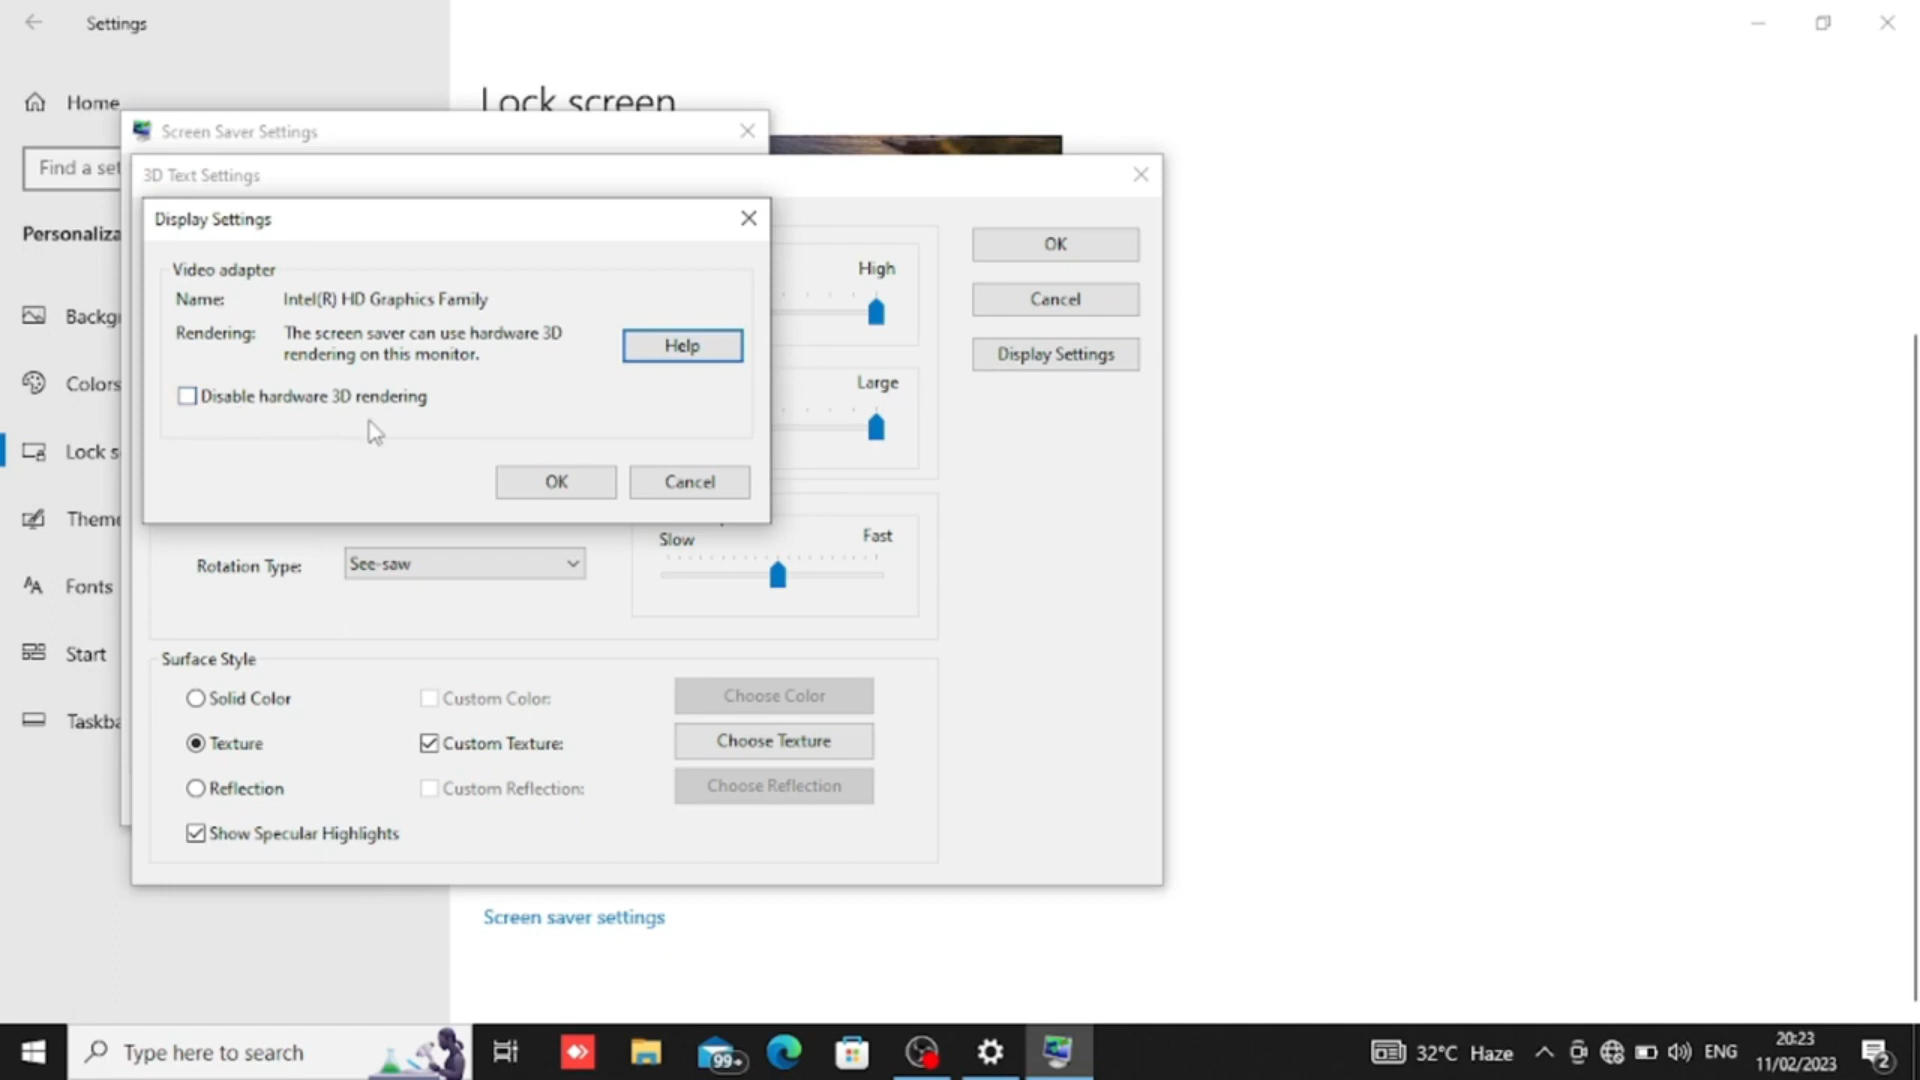 Settings
Home
Find a set
Personaliza
Backg
Colors
Lock s
Theme
Fonts
Start
Taskba
Lock screen
Screen Saver Settings
3D Text Settings
Display Settings
Video adapter
Name: Intel(R) HD Graphics Family
Rendering: The screen saver can use hardware 3D
rendering on this monitor.
Help
Disable hardware 3D rendering
OK Cancel
High
Large
OK
Cancel
Display Settings
Slow Fast
Rotation Type: See-saw
Surface Style
Solid Color Custom Color: Choose Color
Texture Custom Texture: Choose Texture
Reflection Custom Reflection: Choose Reflection
Show Specular Highlights
Screen saver settings
Type here to search
99+
32°C Haze
ENG
20:23
11/02/2023
2